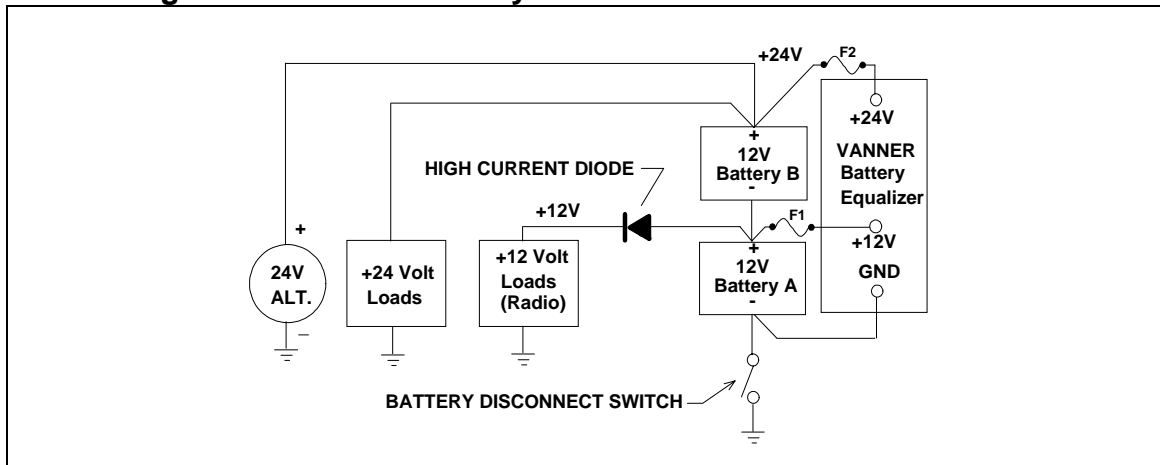 +24V
F2
+
12V
Battery B
-
+24V
VANNER
Battery
Equalizer
+12V
GND
HIGH CURRENT DIODE
+12V
F1
+
12V
Battery A
-
+
24V
ALT.
–
+24 Volt
Loads
+12 Volt
Loads
(Radio)
BATTERY DISCONNECT SWITCH